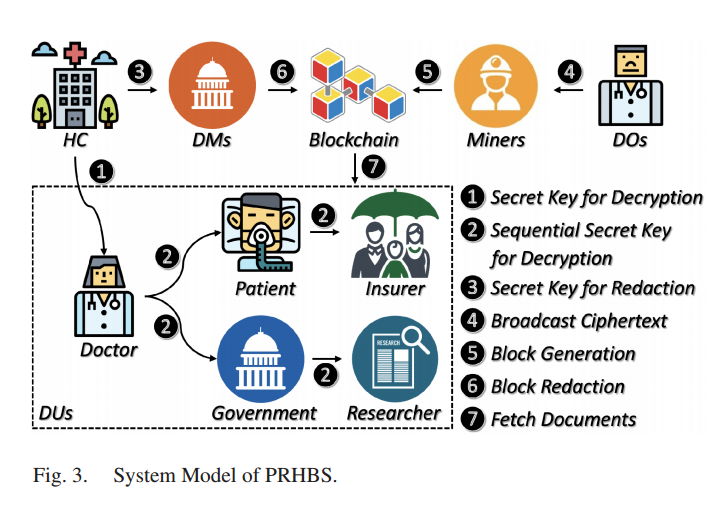 3
6
5
4
HC
DMs
Blockchain
Miners
DOs
1
7
2
2
Patient
Insurer
2
Doctor
RESEARCH
2
Government
Researcher
DUs
1 Secret Key for Decryption
2 Sequential Secret Key
for Decryption
3 Secret Key for Redaction
4 Broadcast Ciphertext
5 Block Generation
6 Block Redaction
7 Fetch Documents
Fig. 3. System Model of PRHBS.